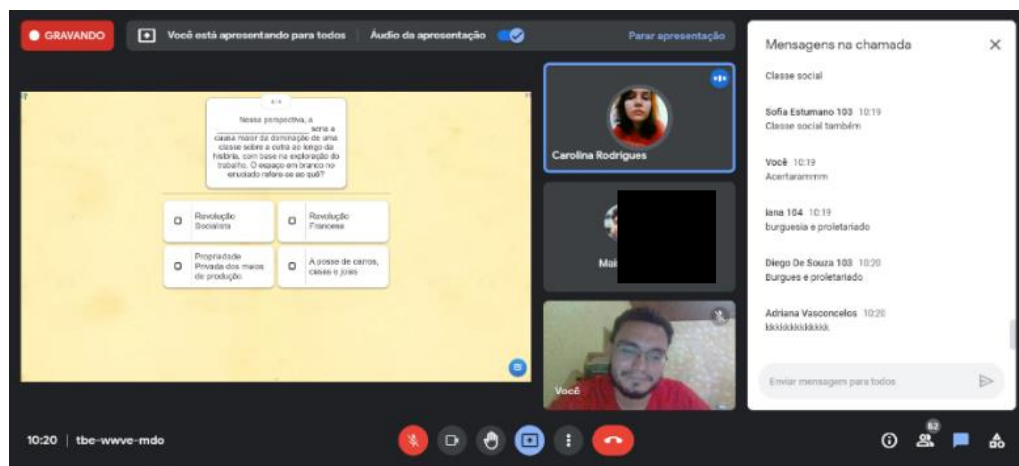 GRAVANDO
Você está apresentando para todos
Áudio da apresentação
Parar apresentação
Nessa perspectiva, a
____________________ seria a
causa maior da dominação de uma
classe sobre a outra ao longo da
história, com base na exploração do
trabalho. O espaço em branco no
enunciado refere-se ao quê?
Revolução
Socialista
Revolução
Francesa
Propriedade
Privada dos meios
de produção
A posse de carros,
casas e joias
Carolina Rodrigues
Mai
Você
Mensagens na chamada
Classe social
Sofia Estumano 103 10:19
Classe social também
Você 10:19
Acertarammm
Iana 104 10:19
burguesia e proletariado
Diego De Souza 103 10:20
Burgues e proletariado
Adriana Vasconcelos 10:20
kkkkkkkkkkkkk
Enviar mensagem para todos
10:20 | tbe-wwve-mdo
62